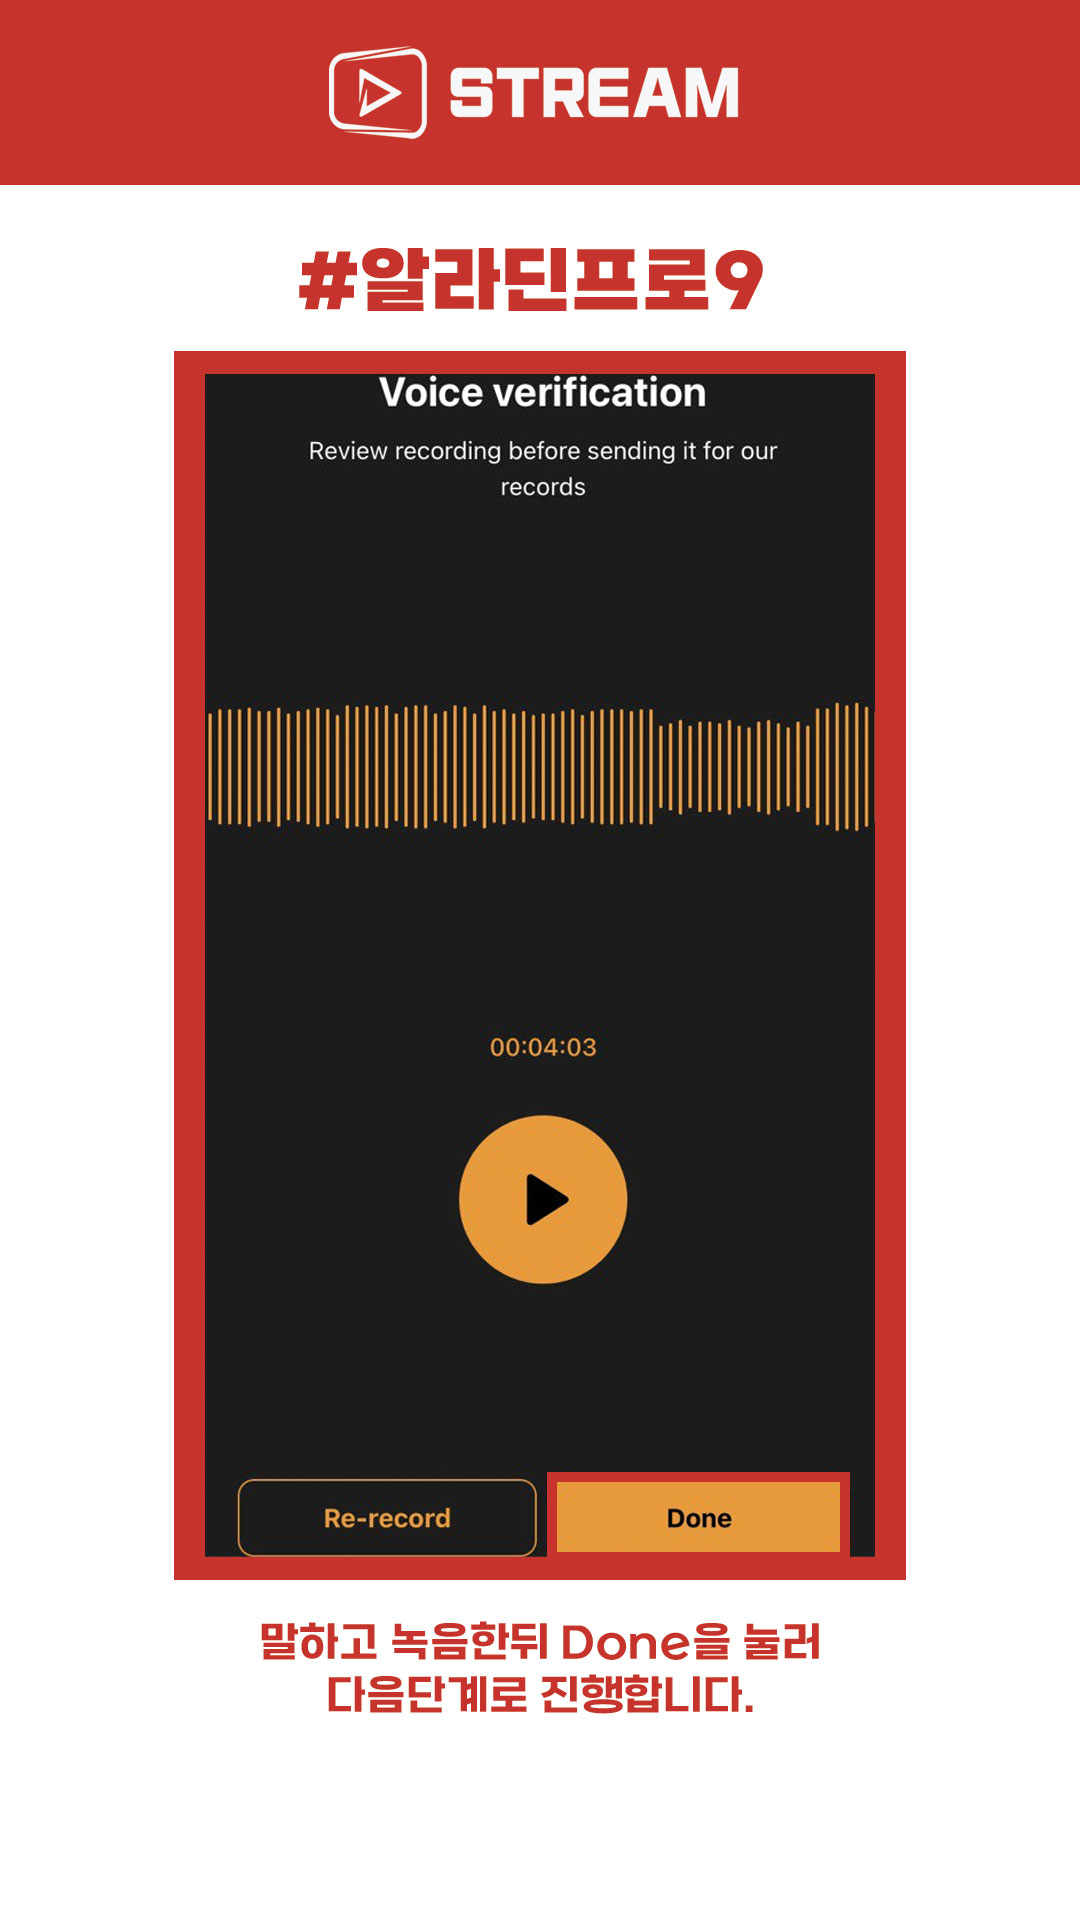 STREAM
#알라딘프로9
Voice verification
Review recording before sending it for our
records
00:04:03
Re-record
Done
말하고 녹음한뒤 Done을 눌러
다음단계로 진행합니다.